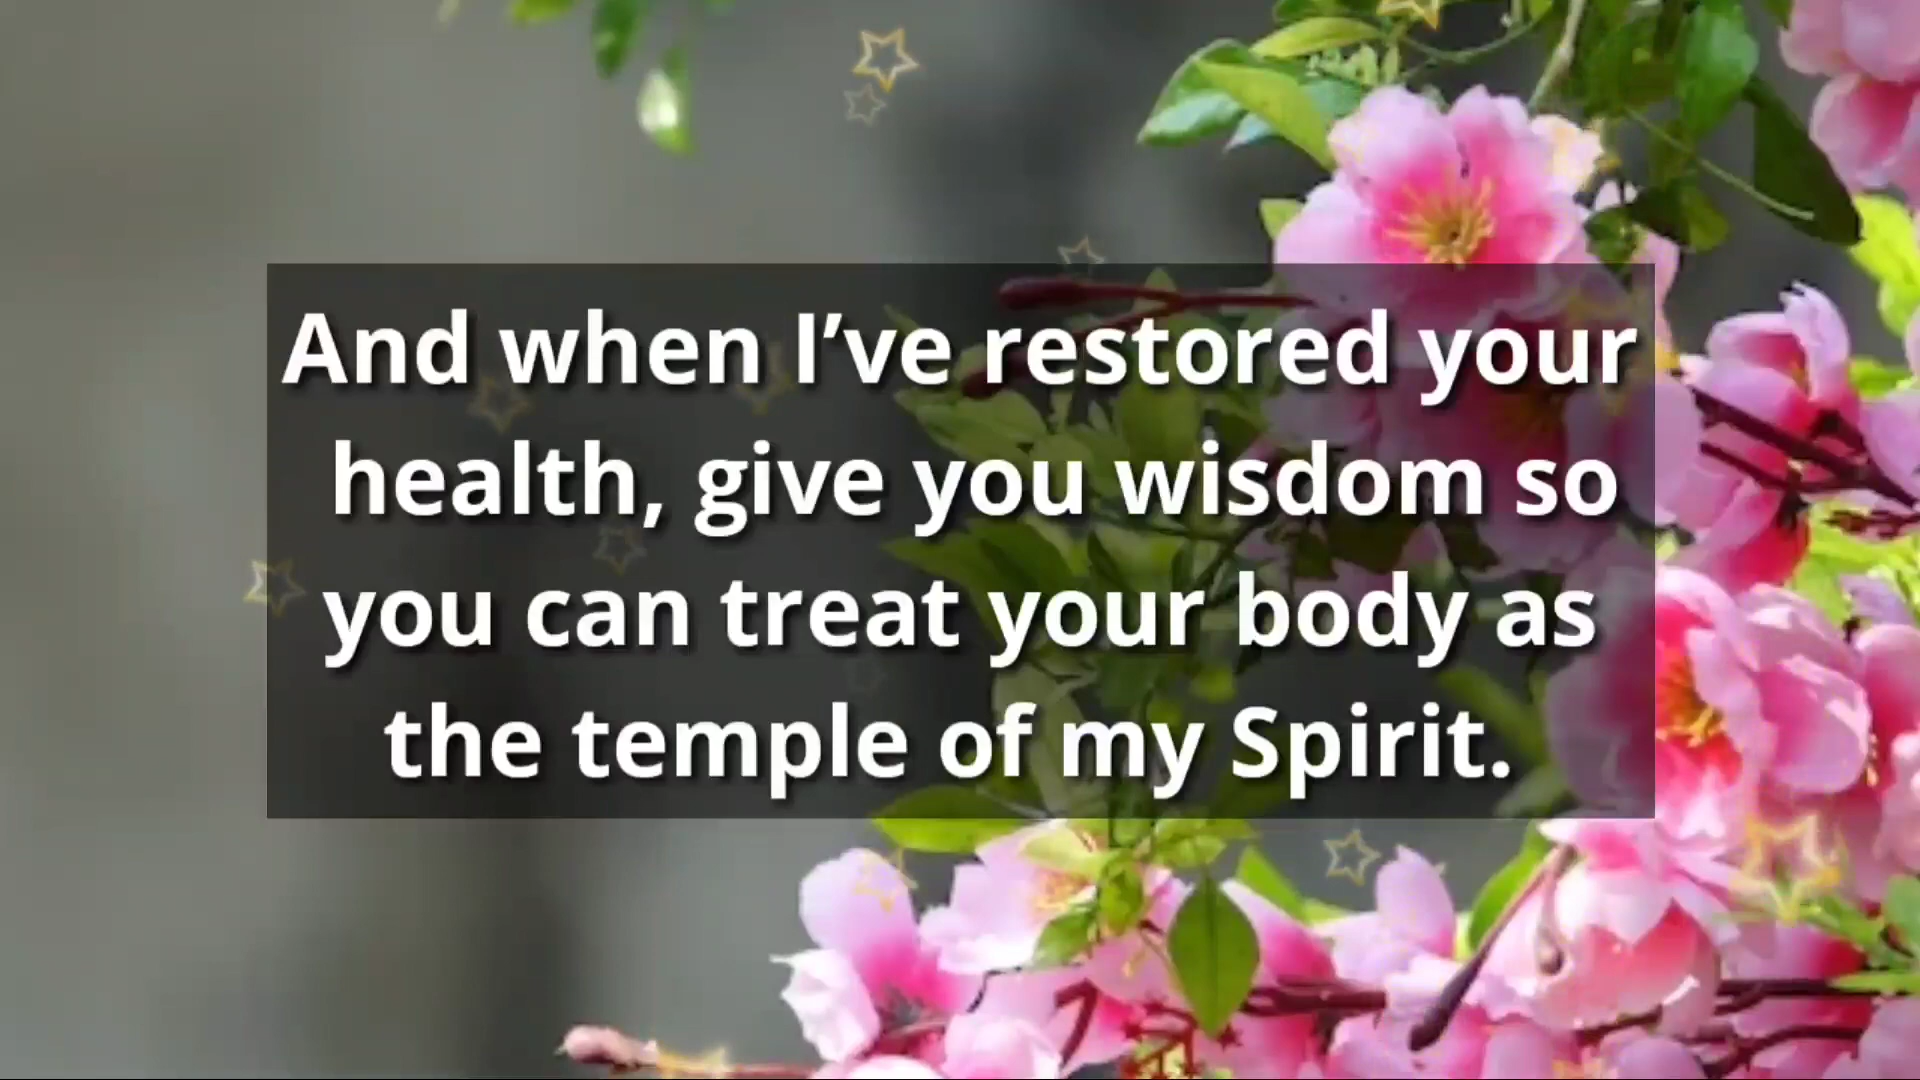 And when I’ve restored your
health, give you wisdom so
you can treat your body as
the temple of my Spirit.